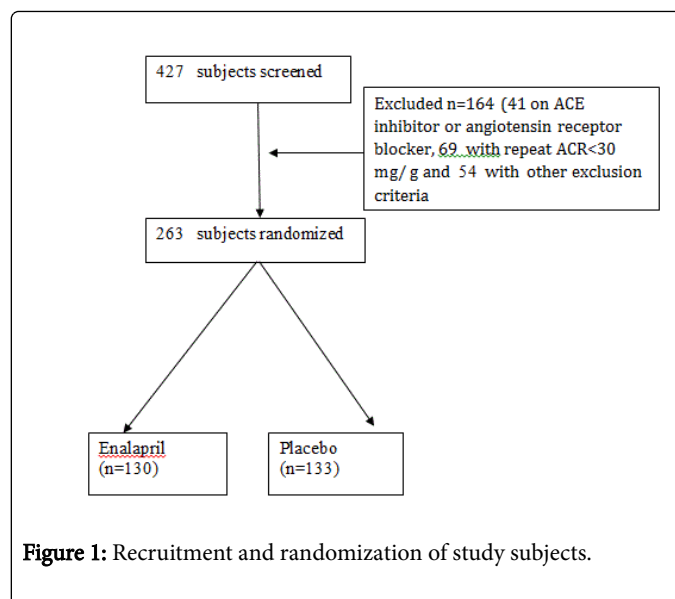 427 subjects screened
Excluded n=164 (41 on ACE
inhibitor or angiotensin receptor
blocker, 69 with repeat ACR<30
mg/ g and 54 with other exclusion
criteria
263 subjects randomized
Enalapril
(n=130)
Placebo
(n=133)
Figure 1: Recruitment and randomization of study subjects.